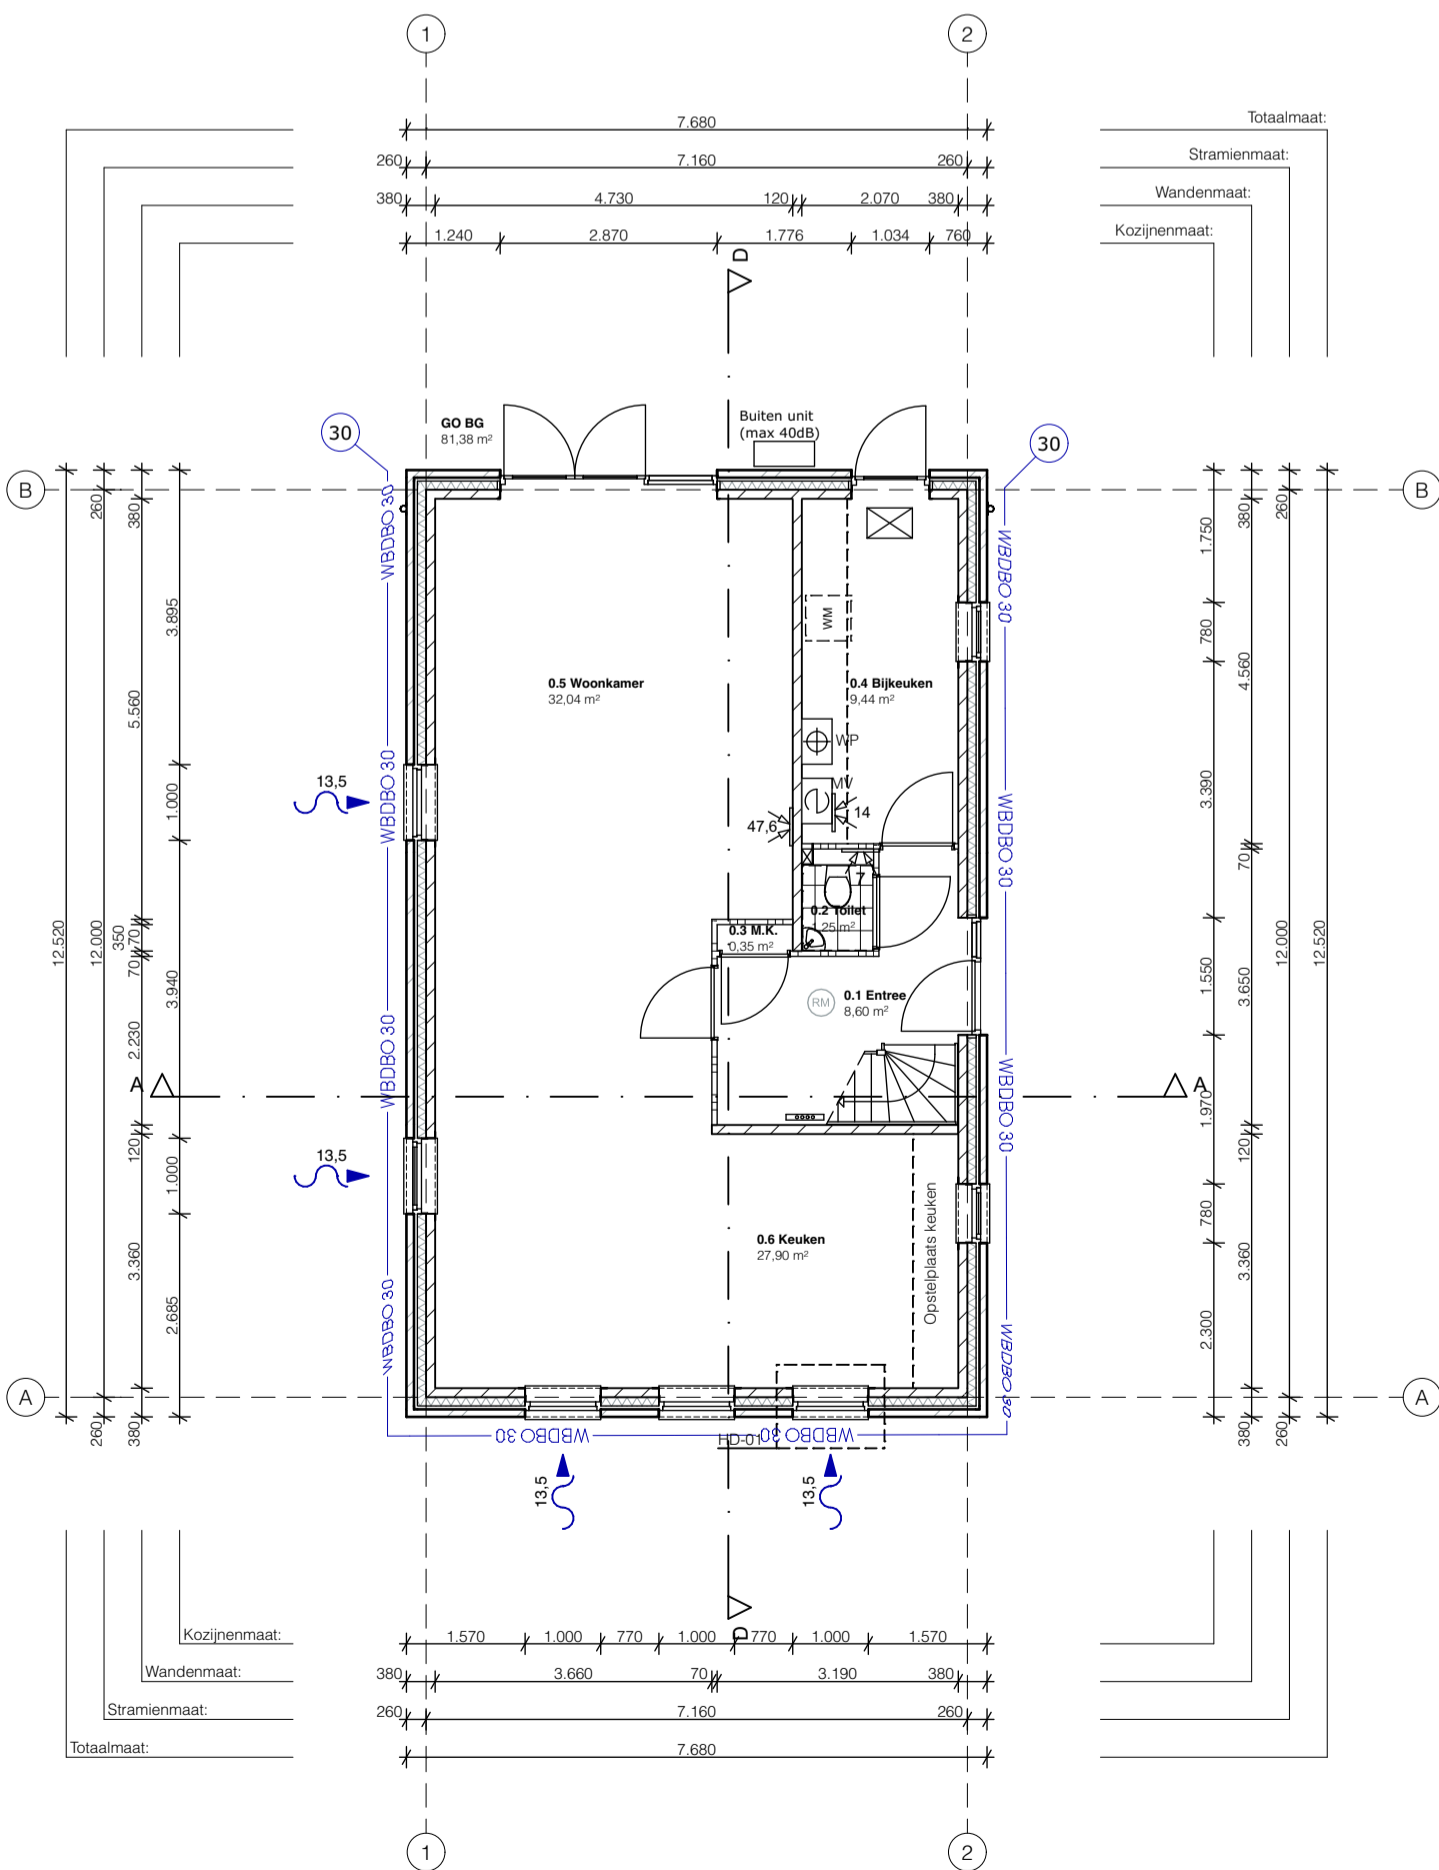 1
2
7.680
Totaalmaat:
260
7.160
260
Stramienmaat:
380
4.730
120
2.070
380
Wandenmaat:
1.240
2.870
1.776
1.034
760
Kozijnenmaat:
D
GO BG
81,38 m²
Buiten unit
(max 40dB)
30
30
B
B
12.520
12.000
260
380
5.560
350
70
70
2.230
120
3.360
380
260
3.895
1.000
3.940
1.000
2.685
WBDBO 30
WBDBO 30
WBDBO 30
WBDBO 30
WBDBO 30
WBDBO 30
WBDBO 30
WBDBO 30
WM
0.5 Woonkamer
32,04 m²
0.4 Bijkeuken
9,44 m²
WP
MV
13,5
47,6
14
7
0.2 Toilet
1,25 m²
0.3 M.K.
0,35 m²
RM
0.1 Entree
8,60 m²
A
A
13,5
0.6 Keuken
27,90 m²
Opstelplaats keuken
1.750
780
3.390
1.550
1.970
780
2.300
380
4.560
70
3.650
120
3.360
380
260
12.000
260
12.520
A
A
WBDBO 30
HD-01
WBDBO 30
13,5
13,5
D
Kozijnenmaat:
1.570
1.000
770
1.000
770
1.000
1.570
Wandenmaat:
380
3.660
70
3.190
380
Stramienmaat:
260
7.160
260
Totaalmaat:
7.680
1
2